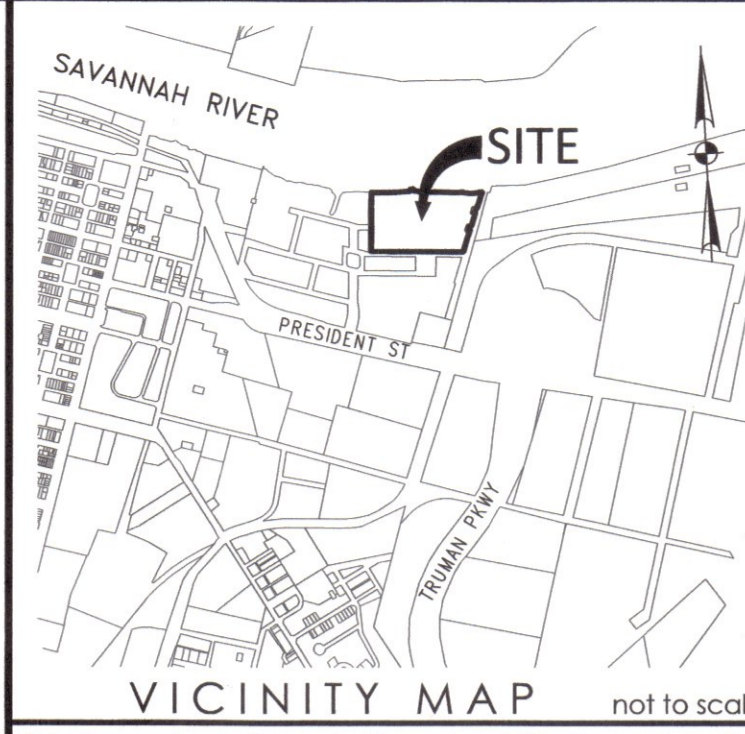 SAVANNAH RIVER
SITE
PRESIDENT ST
TRUMAN PKWY
VICINITY MAP
not to scal